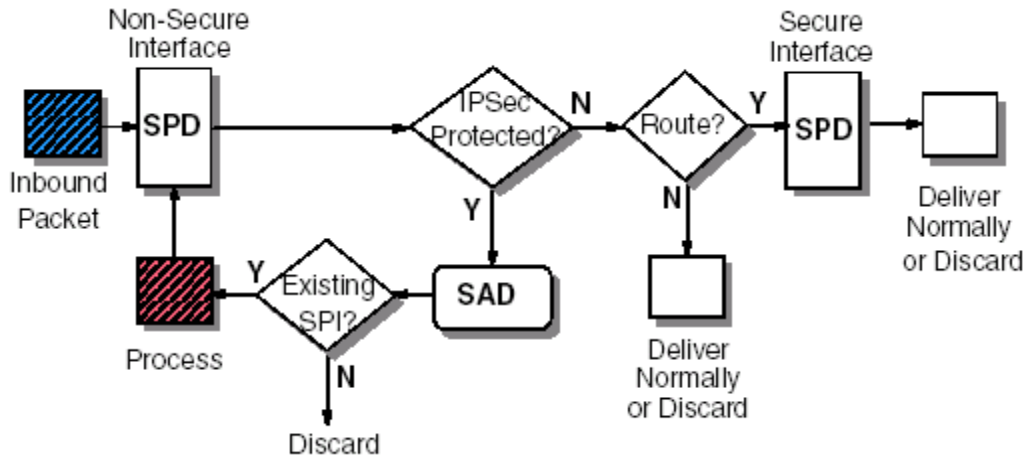 Non-Secure
Interface
Secure
Interface
SPD
IPSec
Protected?
N
Route?
Y
SPD
Inbound
Packet
Y
N
Deliver
Normally
or Discard
Y
Existing
SPI?
SAD
Process
N
Deliver
Normally
or Discard
Discard